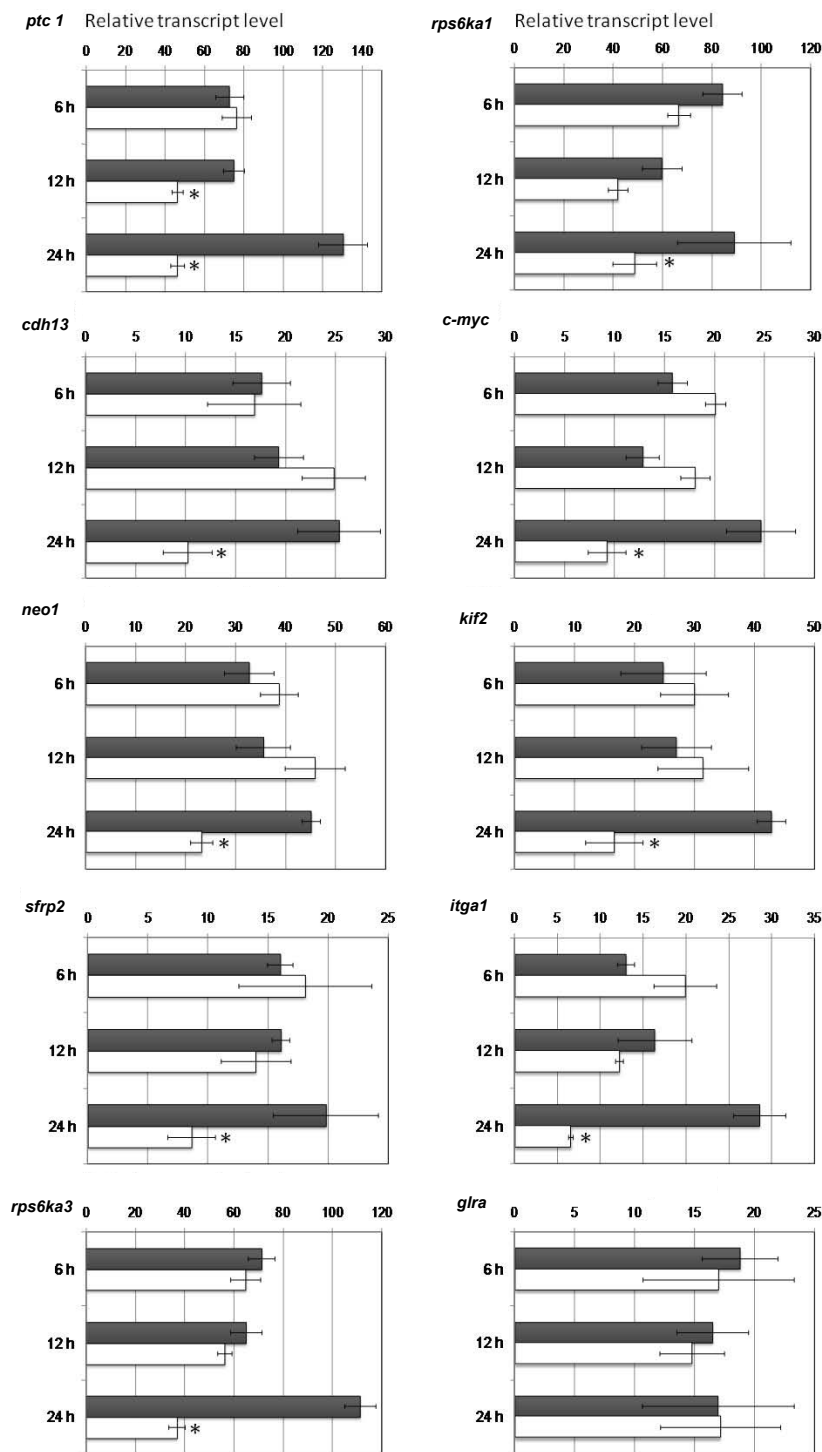 ptc 1 Relative transcript level
0 20 40 60 80 100 120 140
6 h
12 h
*
24 h
*
rps6ka1 Relative transcript level
0 20 40 60 80 100 120
6 h
12 h
24 h
*
cdh13
0 5 10 15 20 25 30
6 h
12 h
24 h
*
c-myc
0 5 10 15 20 25 30
6 h
12 h
24 h
*
neo1
0 10 20 30 40 50 60
6 h
12 h
24 h
*
kif2
0 10 20 30 40 50
6 h
12 h
24 h
*
sfrp2
0 5 10 15 20 25
6 h
12 h
24 h
*
itga1
0 5 10 15 20 25 30 35
6 h
12 h
24 h
*
rps6ka3
0 20 40 60 80 100 120
6 h
12 h
24 h
*
glra
0 5 10 15 20 25
6 h
12 h
24 h